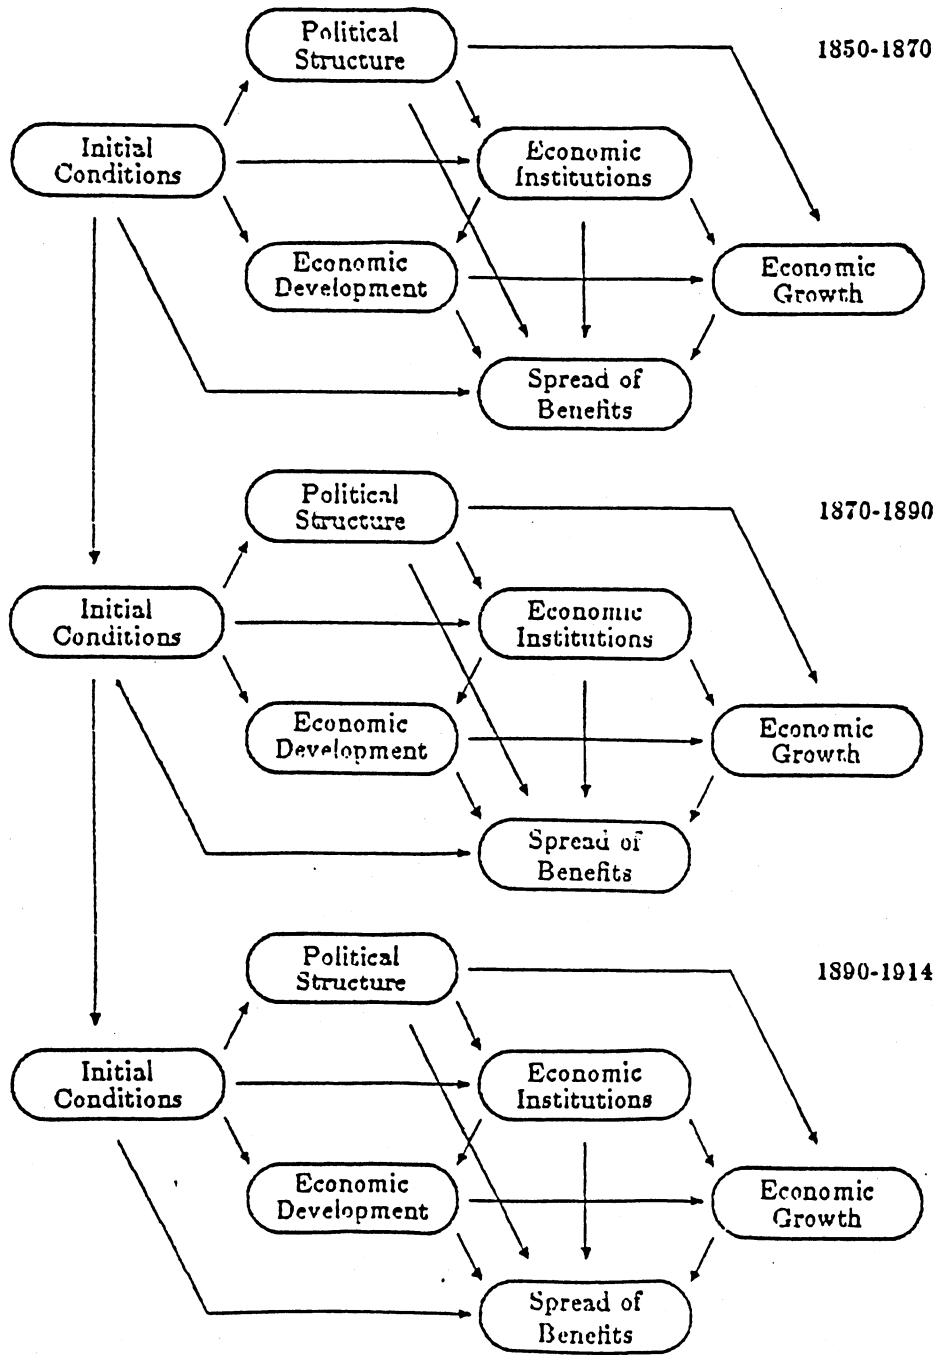 Political
Structure
1850-1870
Initial
Conditions
Economic
Institutions
Economic
Development
Economic
Growth
Spread of
Benefits
Political
Structure
1870-1890
Initial
Conditions
Economic
Institutions
Economic
Development
Economic
Growth
Spread of
Benefits
Political
Structure
1890-1914
Initial
Conditions
Economic
Institutions
Economic
Development
Economic
Growth
Spread of
Benefits